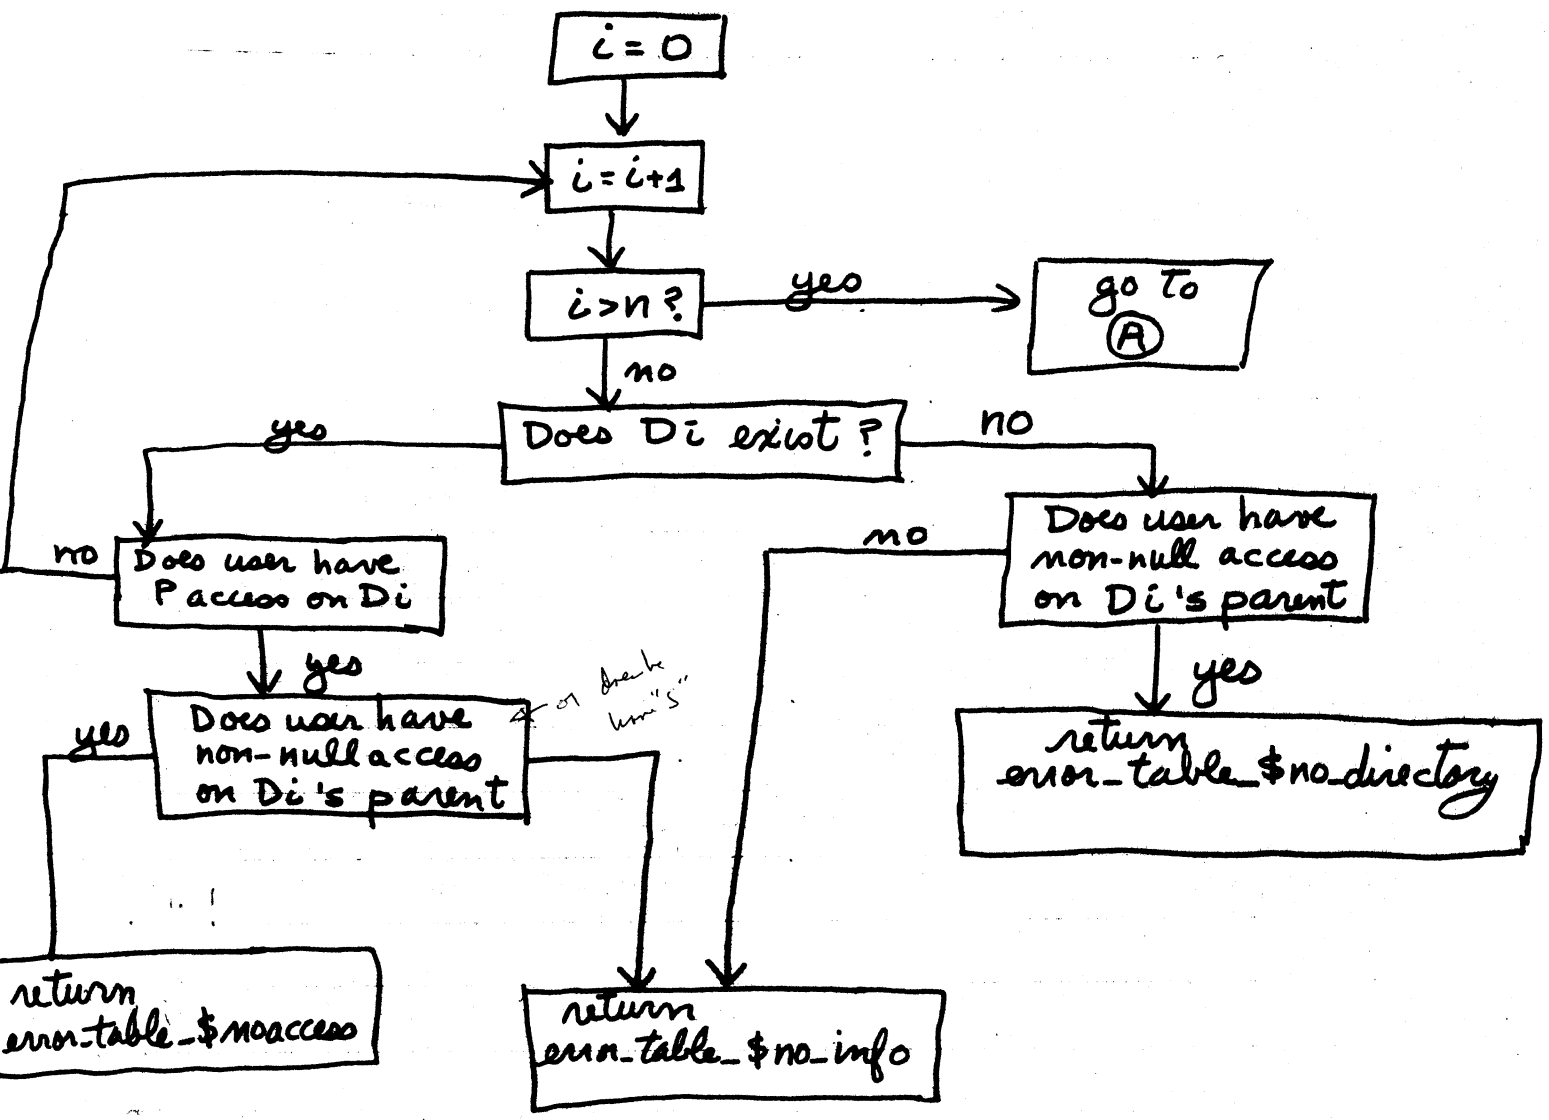 i = 0
i = i+1
i > n ?
yes
go to
A
no
Does Di exist ?
yes
no
Does user have
P access on Di
no
Does user have
non-null access
on Di's parent
no
yes
yes
Does user have
non-null access
on Di's parent
or "s"
yes
return
error_table_$no_directory
return
error_table_$noaccess
return
error_table_$no_info